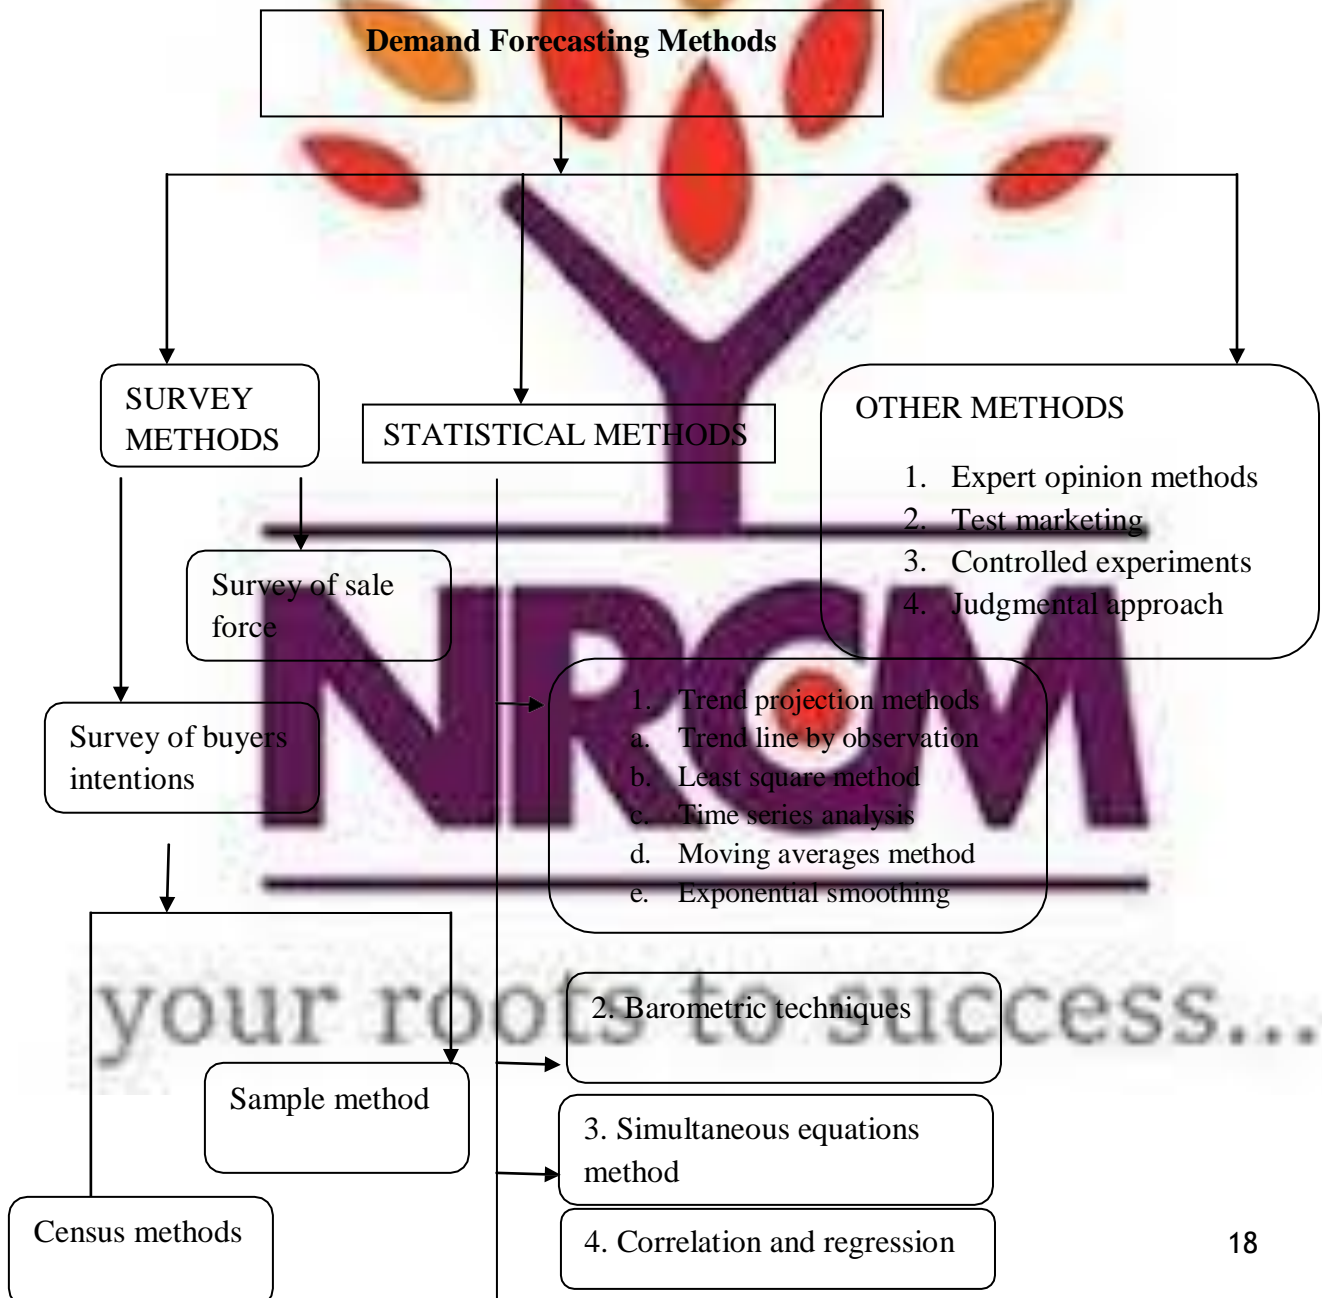 Demand Forecasting Methods
SURVEY
METHODS
STATISTICAL METHODS
OTHER METHODS
1. Expert opinion methods
2. Test marketing
3. Controlled experiments
4. Judgmental approach
Survey of sale
force
Survey of buyers
intentions
NRCM
1. Trend projection methods
a. Trend line by observation
b. Least square method
c. Time series analysis
d. Moving averages method
e. Exponential smoothing
your roots to success...
2. Barometric techniques
Sample method
3. Simultaneous equations
method
Census methods
4. Correlation and regression
18